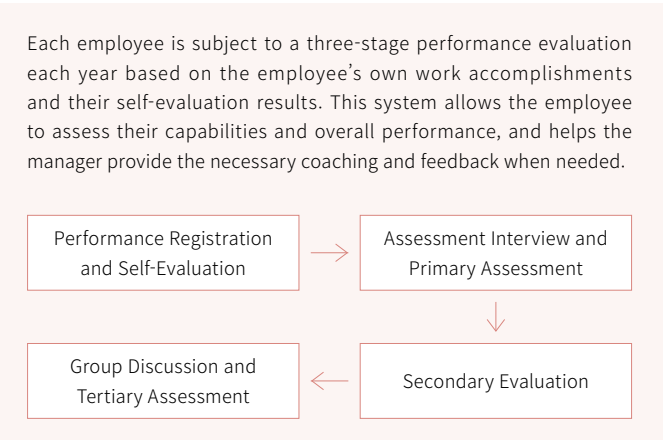 Each employee is subject to a three-stage performance evaluation
each year based on the employee's own work accomplishments
and their self-evaluation results. This system allows the employee
to assess their capabilities and overall performance, and helps the
manager provide the necessary coaching and feedback when needed.
Performance Registration
and Self-Evaluation
Assessment Interview and
Primary Assessment
Secondary Evaluation
Group Discussion and
Tertiary Assessment